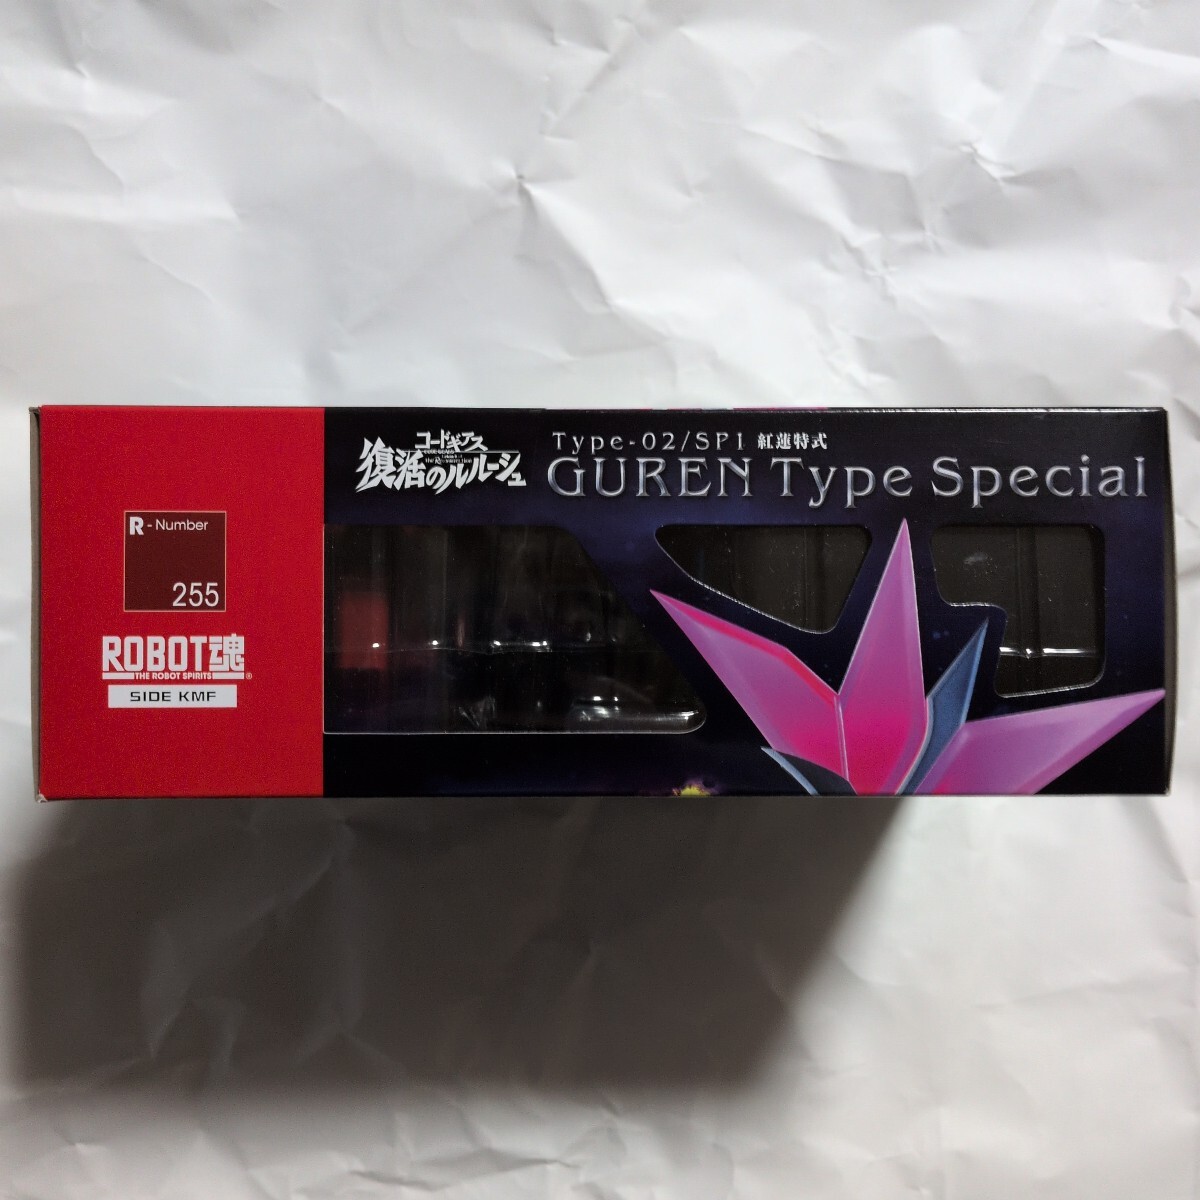 R - Number
255
ROBOT魂
THE ROBOT SPIRITS
®
SIDE KMF
コードギアス
復活のルルーシュ
Type-02/SP1 紅蓮特式
GUREN Type Special